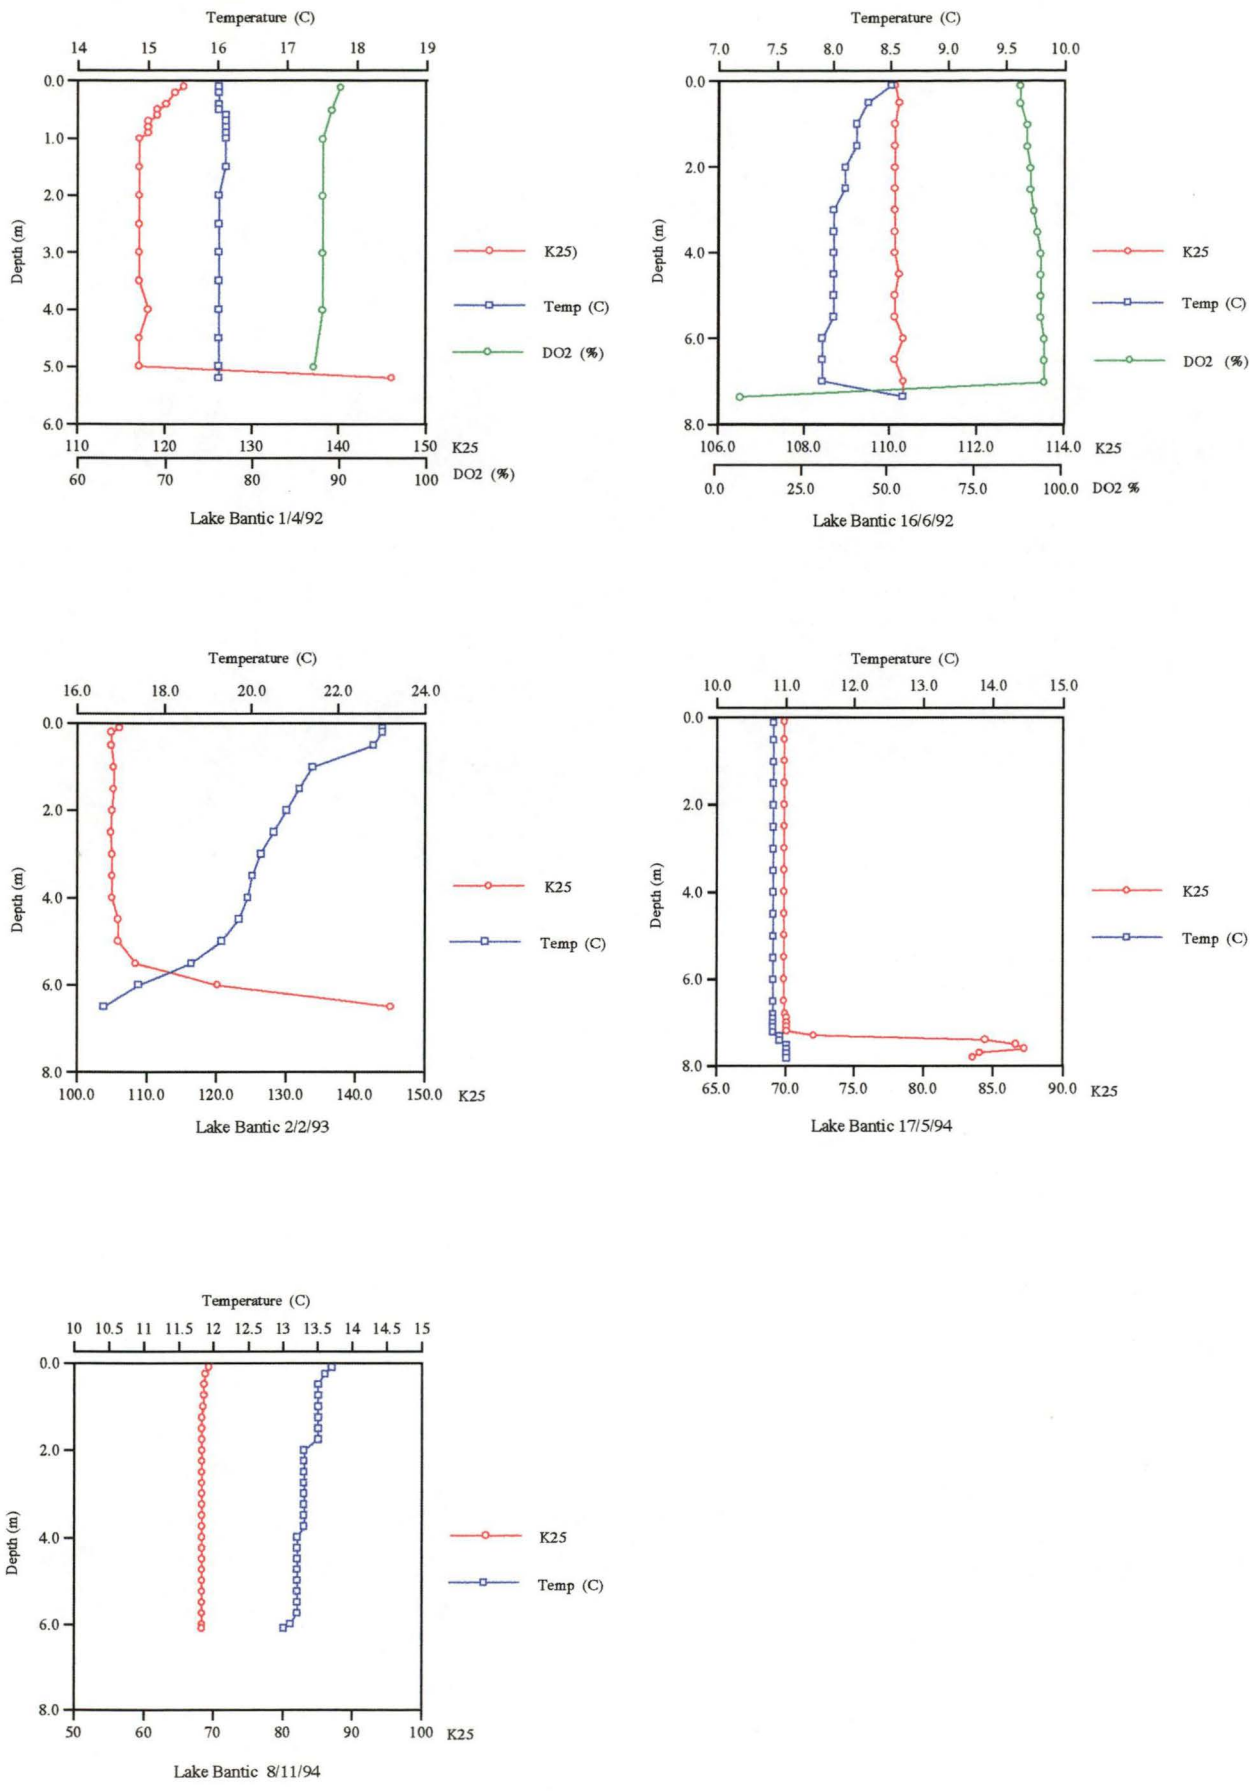 Temperature (C)
14 15 16 17 18 19
0.0
1.0
2.0
3.0
4.0
5.0
6.0
Depth (m)
K25)
Temp (C)
DO2 (%)
110 120 130 140 150 K25
60 70 80 90 100 DO2 (%)
Lake Bantic 1/4/92
Temperature (C)
7.0 7.5 8.0 8.5 9.0 9.5 10.0
0.0
2.0
4.0
6.0
8.0
Depth (m)
K25
Temp (C)
DO2 (%)
106.0 108.0 110.0 112.0 114.0 K25
0.0 25.0 50.0 75.0 100.0 DO2 %
Lake Bantic 16/6/92
Temperature (C)
16.0 18.0 20.0 22.0 24.0
0.0
2.0
4.0
6.0
8.0
Depth (m)
K25
Temp (C)
100.0 110.0 120.0 130.0 140.0 150.0 K25
Lake Bantic 2/2/93
Temperature (C)
10.0 11.0 12.0 13.0 14.0 15.0
0.0
2.0
4.0
6.0
8.0
Depth (m)
K25
Temp (C)
65.0 70.0 75.0 80.0 85.0 90.0
K25
Lake Bantic 17/5/94
Temperature (C)
10 10.5 11 11.5 12 12.5 13 13.5 14 14.5 15
0.0
2.0
4.0
6.0
8.0
Depth (m)
K25
Temp (C)
50 60 70 80 90 100 K25
Lake Bantic 8/11/94